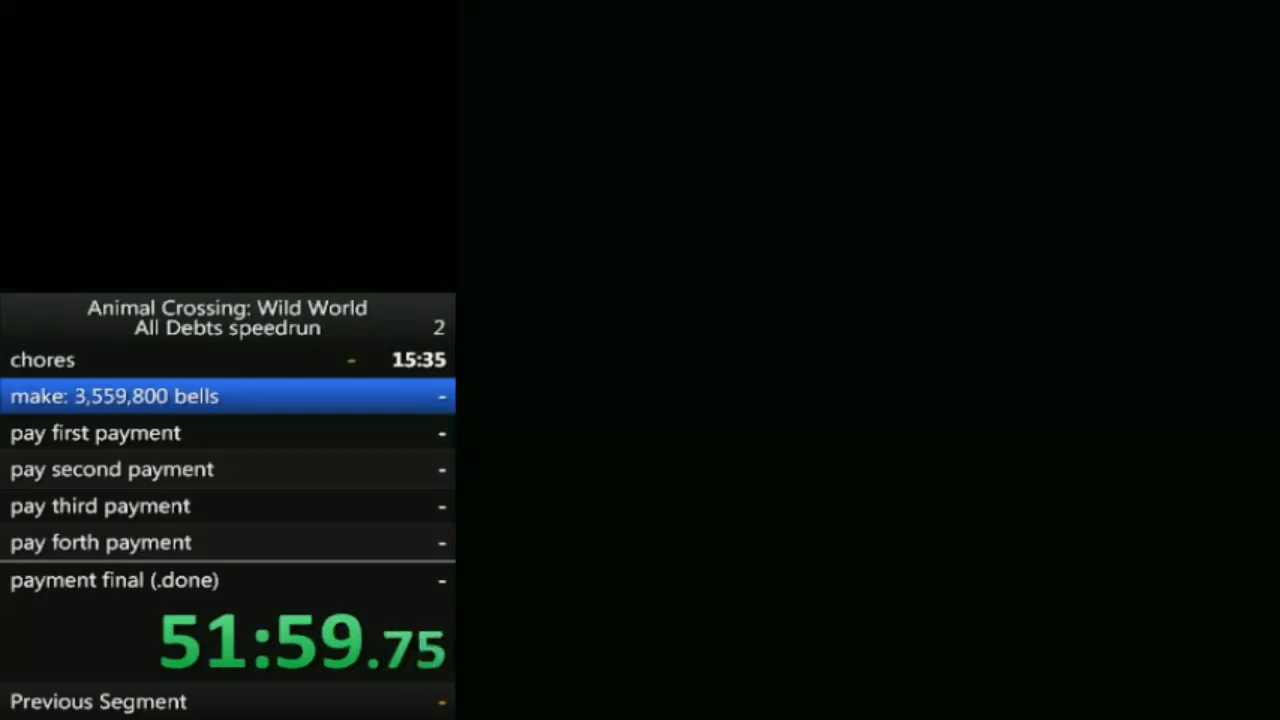 Animal Crossing: Wild World
All Debts speedrun 2
chores - 15:35
make: 3,559,800 bells -
pay first payment -
pay second payment -
pay third payment -
pay forth payment -
payment final (.done) -
51:59.75
Previous Segment -